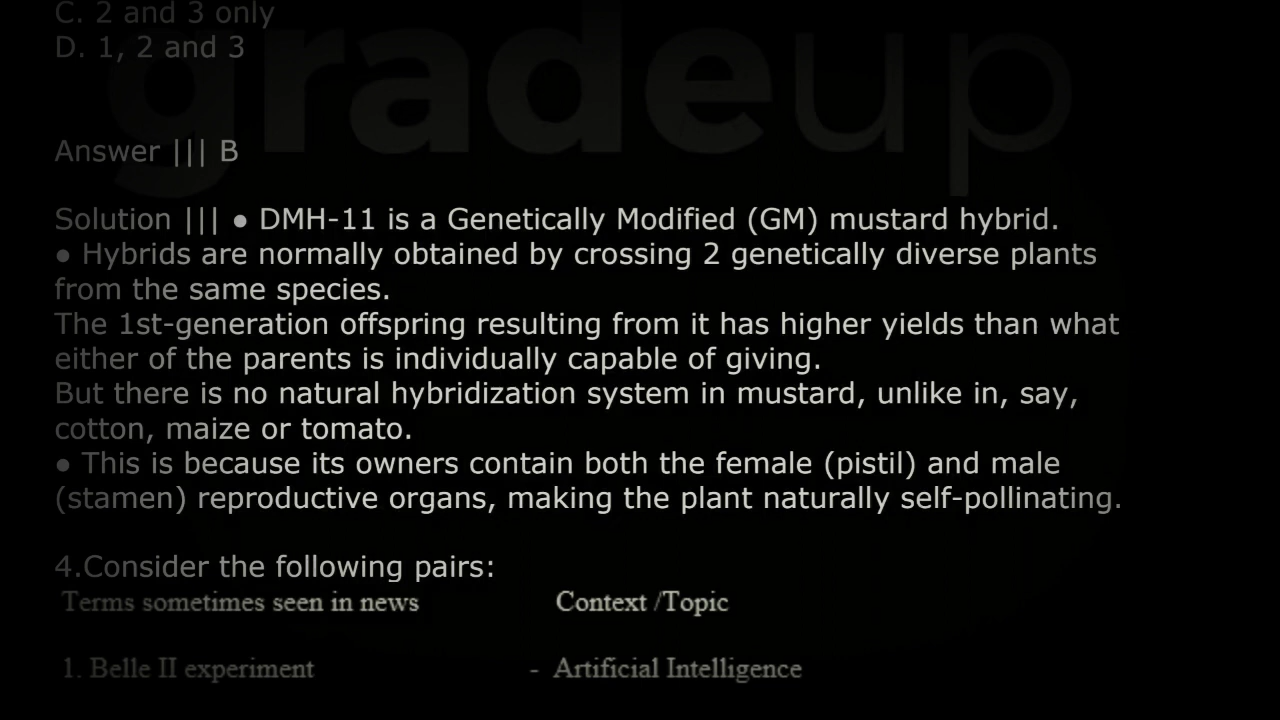 C. 2 and 3 only
D. 1, 2 and 3
gradeup
Answer ||| B
Solution ||| ● DMH-11 is a Genetically Modified (GM) mustard hybrid.
● Hybrids are normally obtained by crossing 2 genetically diverse plants
from the same species.
The 1st-generation offspring resulting from it has higher yields than what
either of the parents is individually capable of giving.
But there is no natural hybridization system in mustard, unlike in, say,
cotton, maize or tomato.
● This is because its owners contain both the female (pistil) and male
(stamen) reproductive organs, making the plant naturally self-pollinating.
4.Consider the following pairs:
Terms sometimes seen in news Context /Topic
1. Belle II experiment - Artificial Intelligence